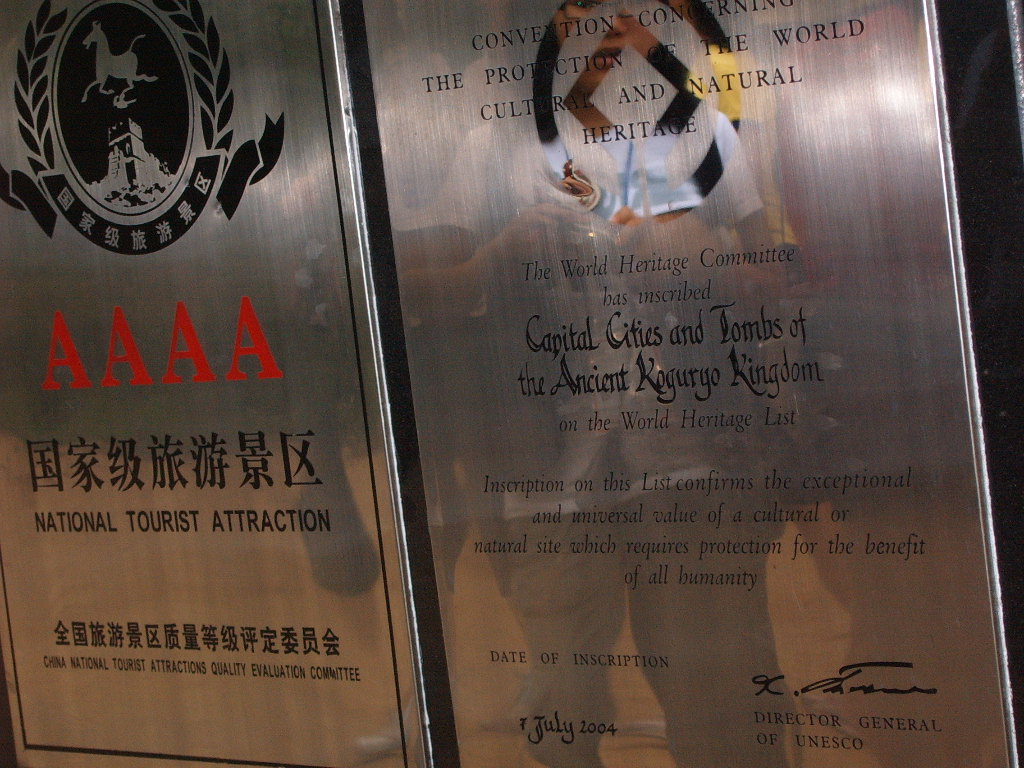 国家级旅游景区
AAAA
国家级旅游景区
NATIONAL TOURIST ATTRACTION
全国旅游景区质量等级评定委员会
CHINA NATIONAL TOURIST ATTRACTIONS QUALITY EVALUATION COMMITTEE
CONVENTION CONCERNING
THE PROTECTION OF THE WORLD
CULTURAL AND NATURAL
HERITAGE
The World Heritage Committee
has inscribed
Capital Cities and Tombs of
the Ancient Koguryo Kingdom
on the World Heritage List
Inscription on this List confirms the exceptional
and universal value of a cultural or
natural site which requires protection for the benefit
of all humanity
DATE OF INSCRIPTION
7 July 2004
DIRECTOR GENERAL
OF UNESCO